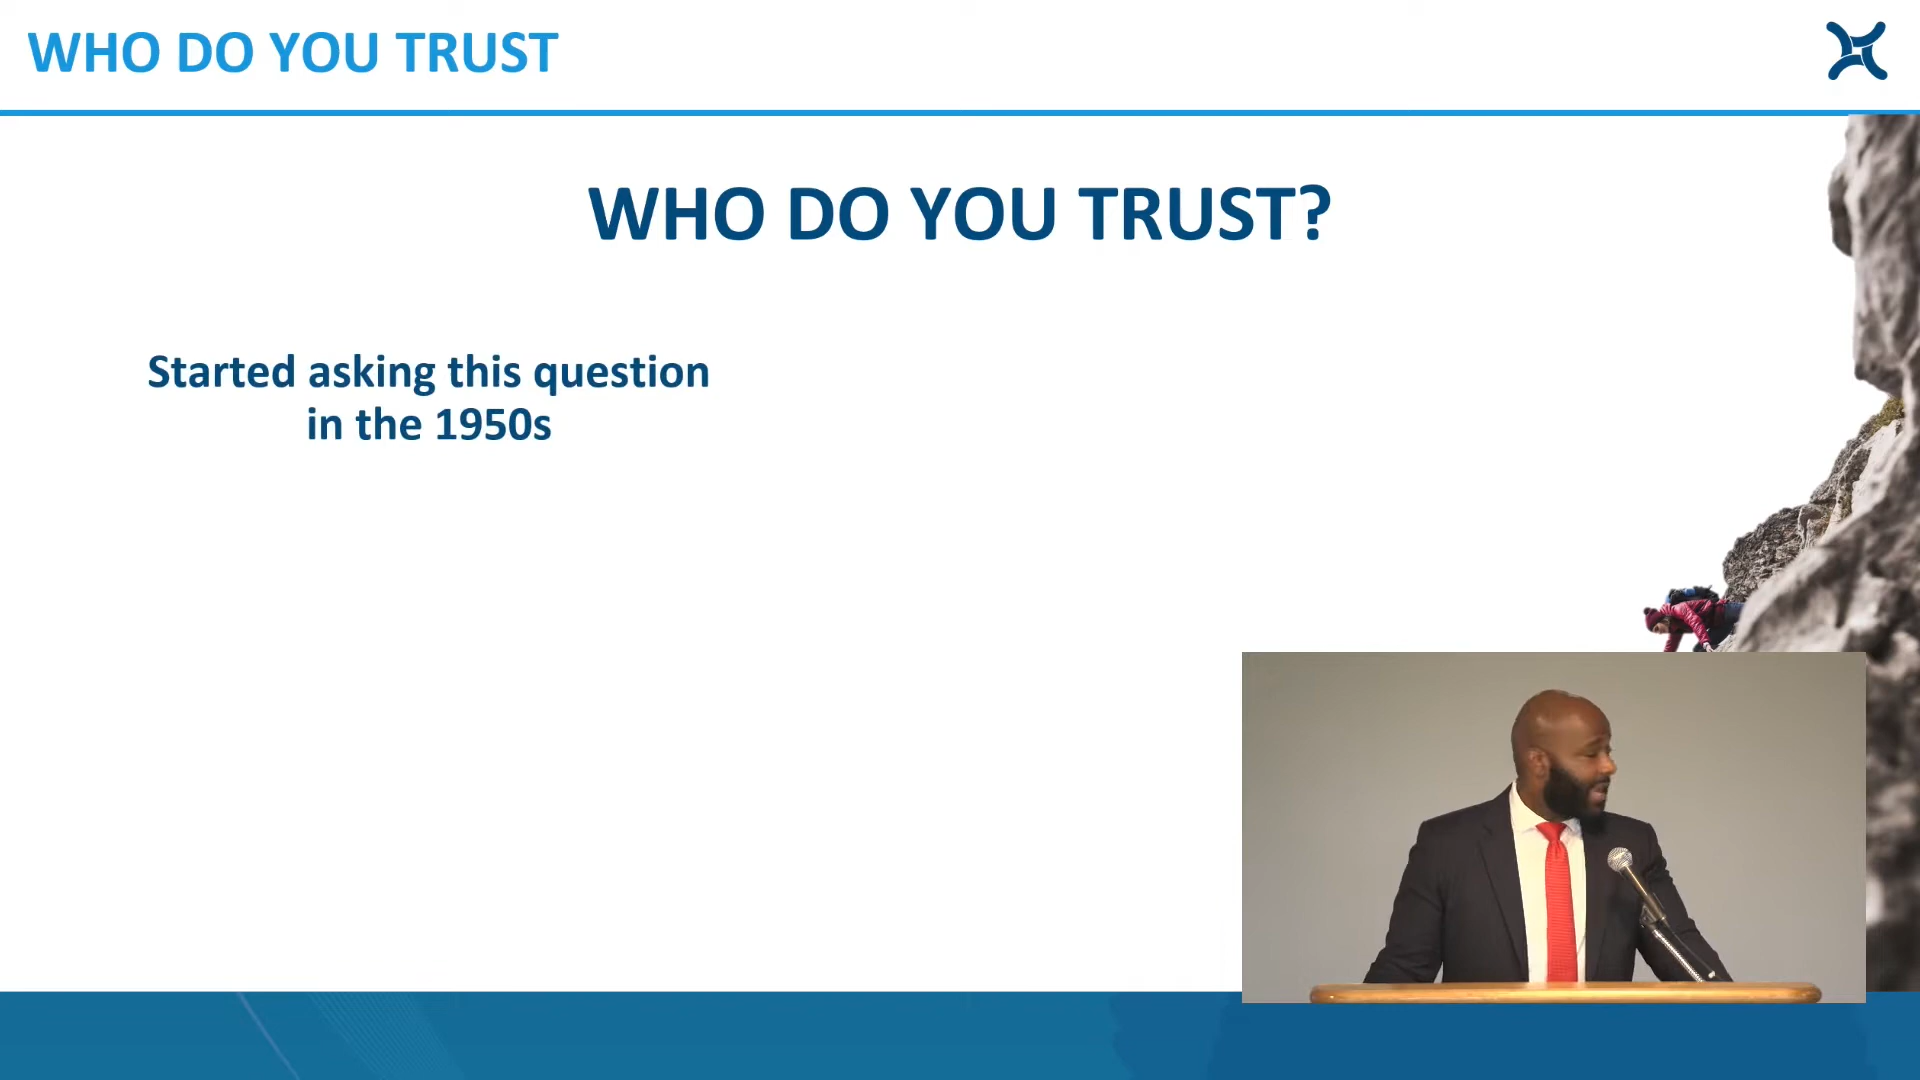 WHO DO YOU TRUST
WHO DO YOU TRUST?
Started asking this question
in the 1950s